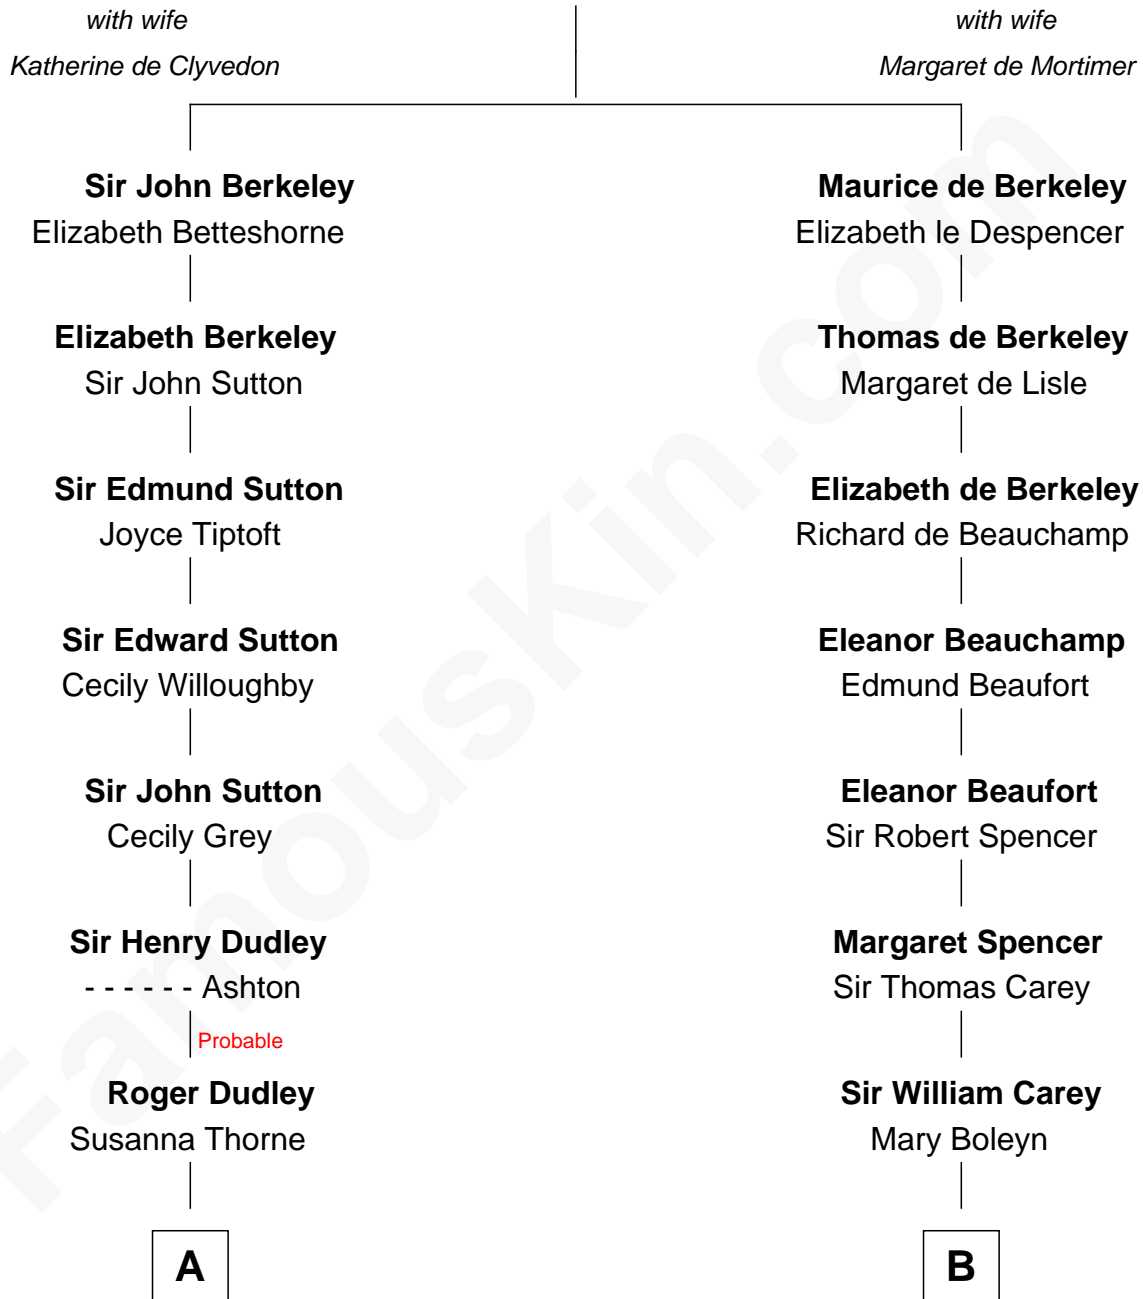 with wife
Katherine de Clyvedon
with wife
Margaret de Mortimer
Sir John Berkeley
Elizabeth Betteshorne
Maurice de Berkeley
Elizabeth le Despencer
Elizabeth Berkeley
Sir John Sutton
Thomas de Berkeley
Margaret de Lisle
Sir Edmund Sutton
Joyce Tiptoft
Elizabeth de Berkeley
Richard de Beauchamp
Sir Edward Sutton
Cecily Willoughby
Eleanor Beauchamp
Edmund Beaufort
Sir John Sutton
Cecily Grey
Eleanor Beaufort
Sir Robert Spencer
Sir Henry Dudley
- - - - - - Ashton
Margaret Spencer
Sir Thomas Carey
Probable
Roger Dudley
Susanna Thorne
Sir William Carey
Mary Boleyn
A
B
FamousKin.com